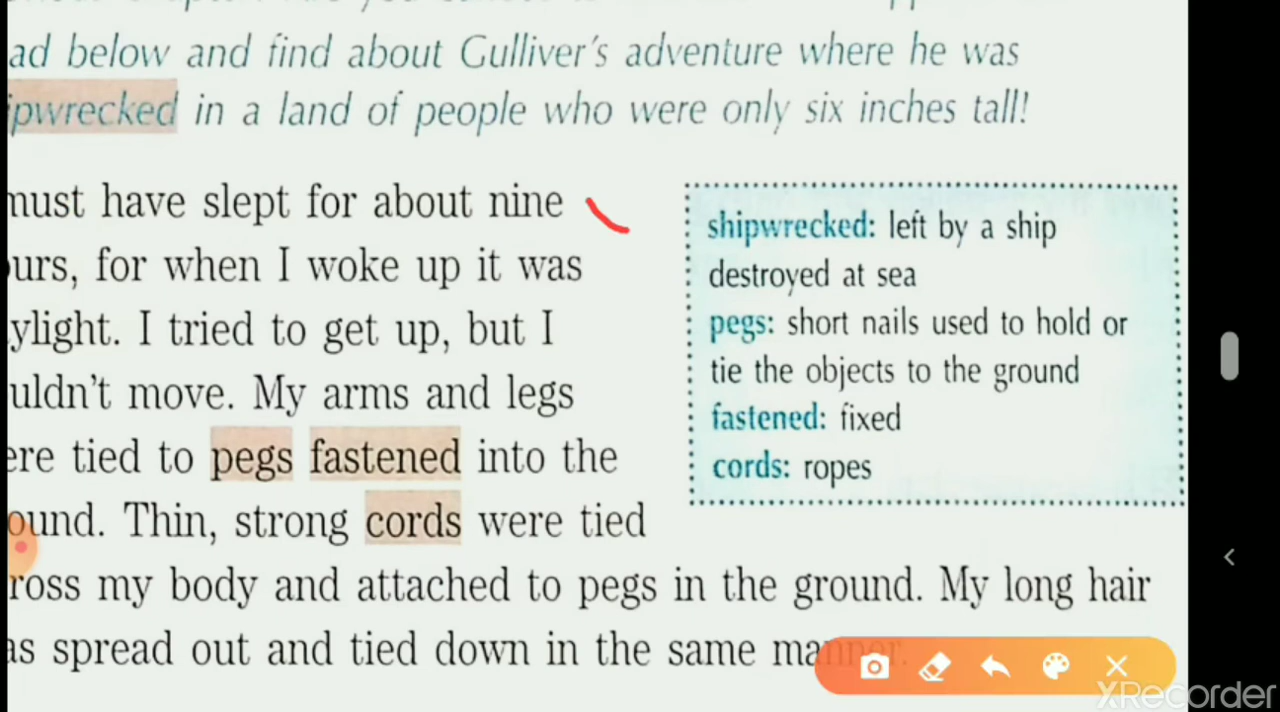 ad below and find about Gulliver's adventure where he was
ipwrecked in a land of people who were only six inches tall!
must have slept for about nine
ours, for when I woke up it was
ylight. I tried to get up, but I
uldn't move. My arms and legs
ere tied to pegs fastened into the
ound. Thin, strong cords were tied
ross my body and attached to pegs in the ground. My long hair
as spread out and tied down in the same manner.
shipwrecked: left by a ship
destroyed at sea
pegs: short nails used to hold or
tie the objects to the ground
fastened: fixed
cords: ropes
XRecorder